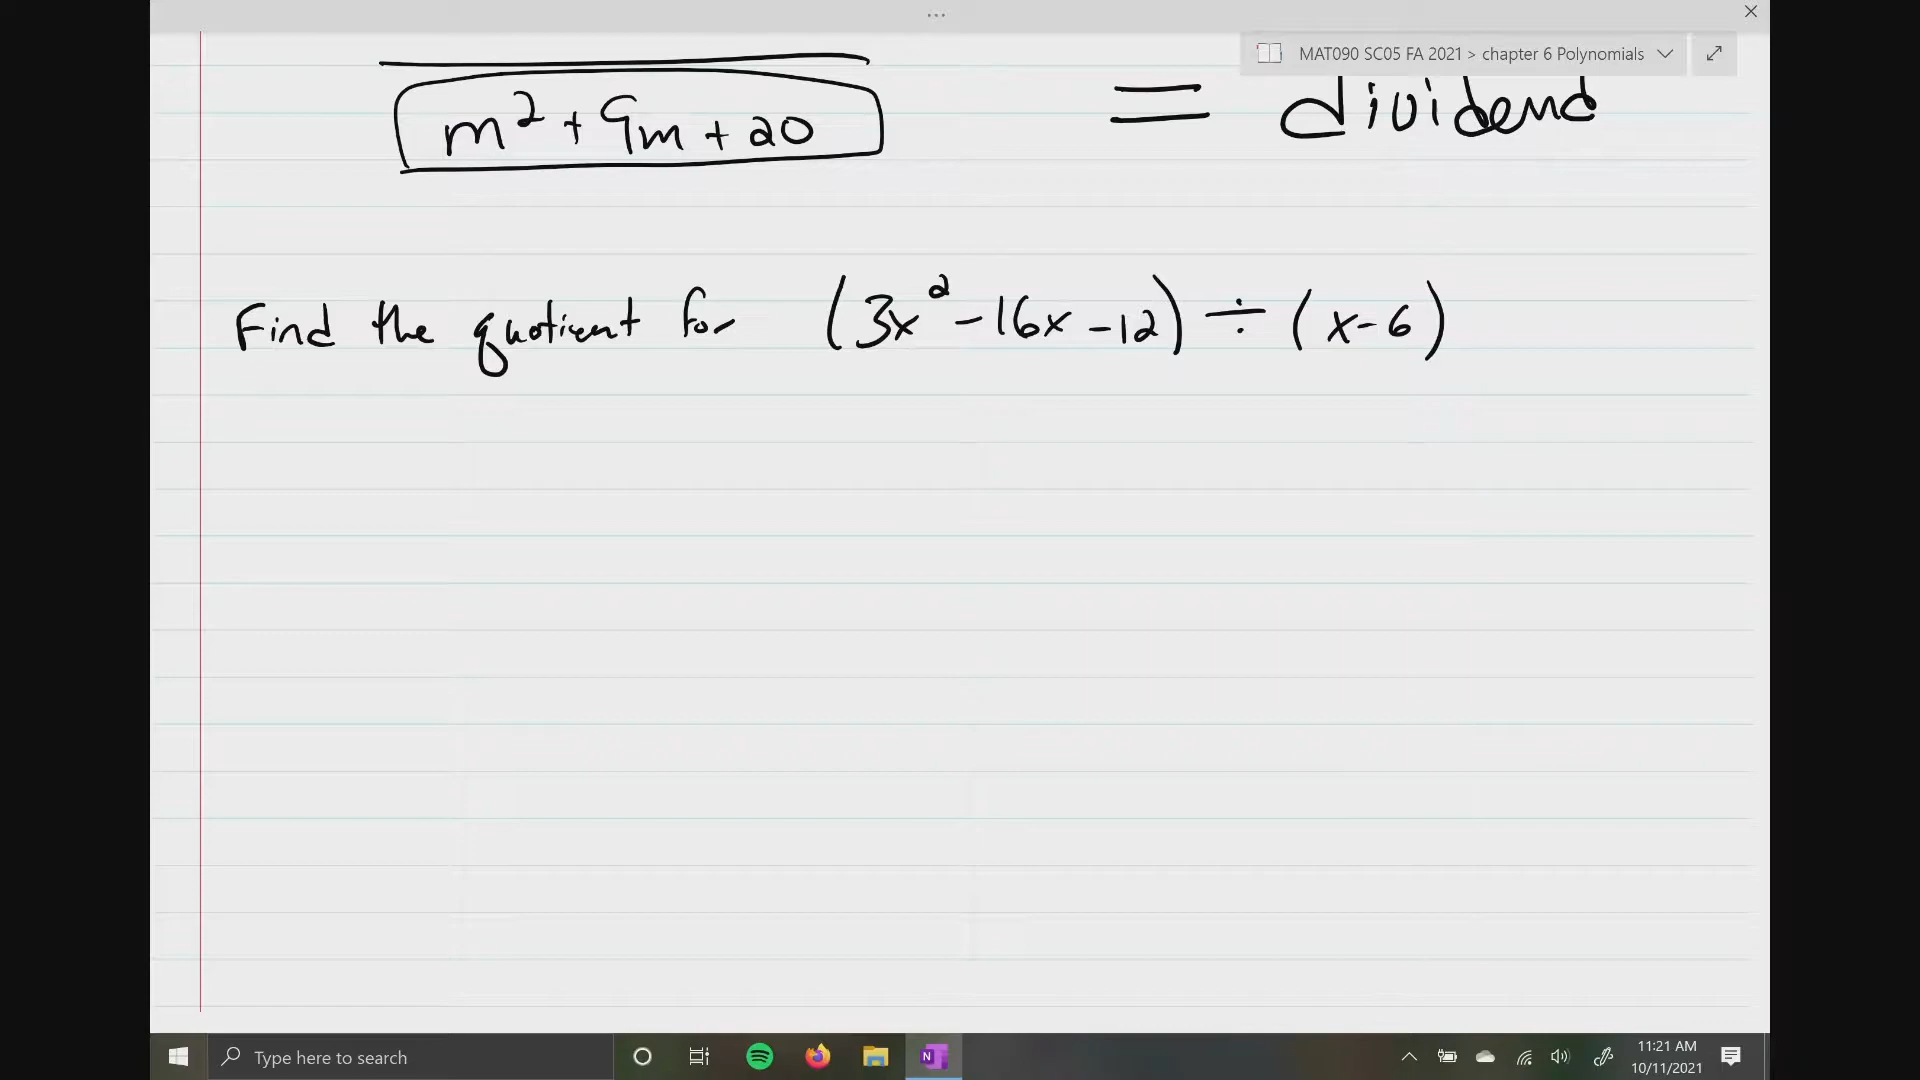 ...
MAT090 SC05 FA 2021 > chapter 6 Polynomials
m² + 9m + 20 = dividend
Find the quotient for (3x² - 16x - 12) ÷ (x - 6)
Type here to search
N
11:21 AM
10/11/2021